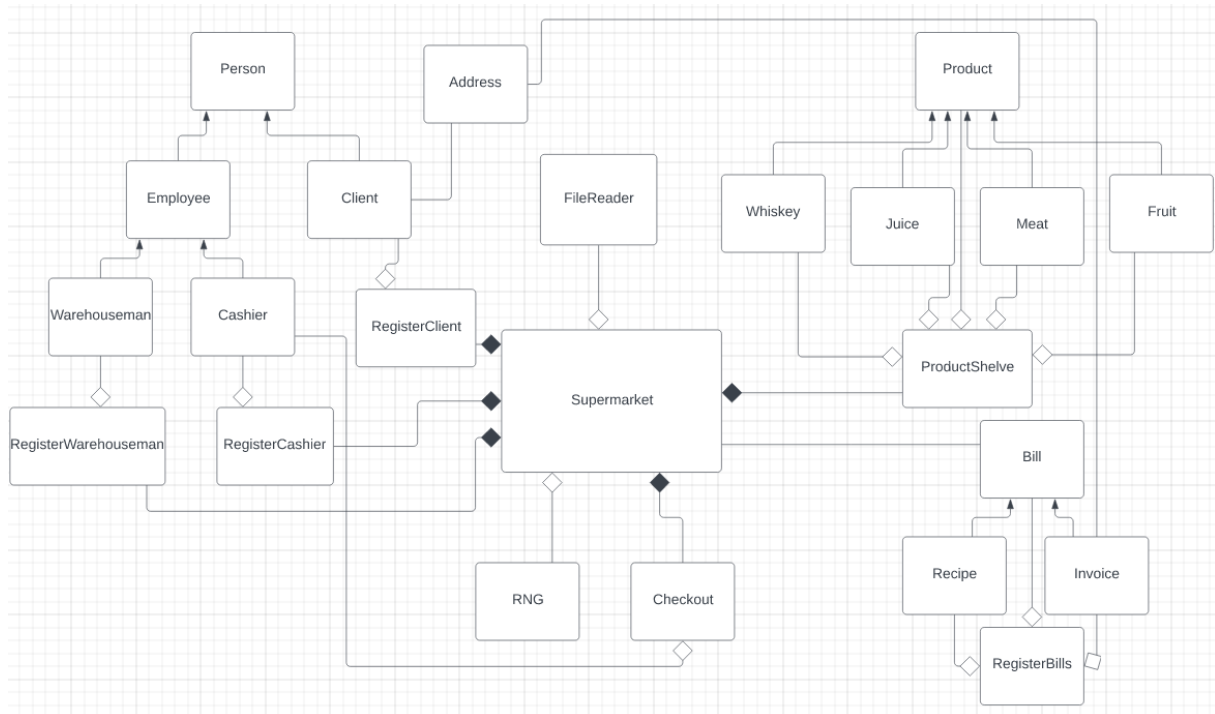 Person
Address
Product
Employee
Client
FileReader
Whiskey
Juice
Meat
Fruit
Warehouseman
Cashier
RegisterClient
ProductShelve
Supermarket
RegisterWarehouseman
RegisterCashier
Bill
RNG
Checkout
Recipe
Invoice
RegisterBills